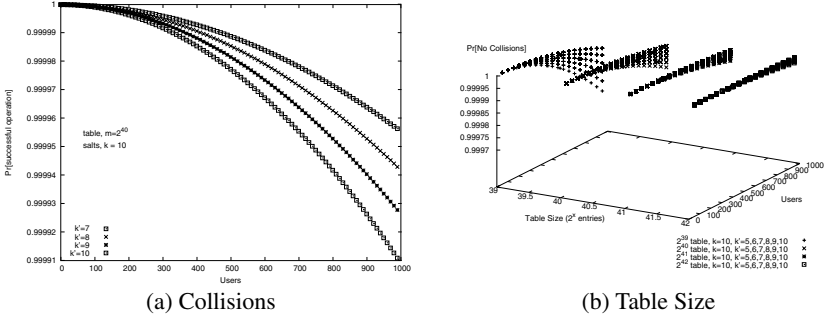 1
0.99999
0.99998
0.99997
0.99996
0.99995
0.99994
0.99993
0.99992
0.99991
Pr[successful operation]
table, m=2^40
salts, k = 10
k'=7
k'=8
k'=9
k'=10
0 100 200 300 400 500 600 700 800 900 1000
Users
(a) Collisions
Pr[No Collisions]
1
0.99995
0.9999
0.99985
0.9998
0.99975
0.9997
39 39.5 40 40.5 41 41.5 42
Table Size (2^x entries)
0 100 200 300 400 500 600 700 800 900 1000
Users
2^39 table, k=10, k'=5,6,7,8,9,10
2^40 table, k=10, k'=5,6,7,8,9,10
2^41 table, k=10, k'=5,6,7,8,9,10
2^42 table, k=10, k'=5,6,7,8,9,10
(b) Table Size